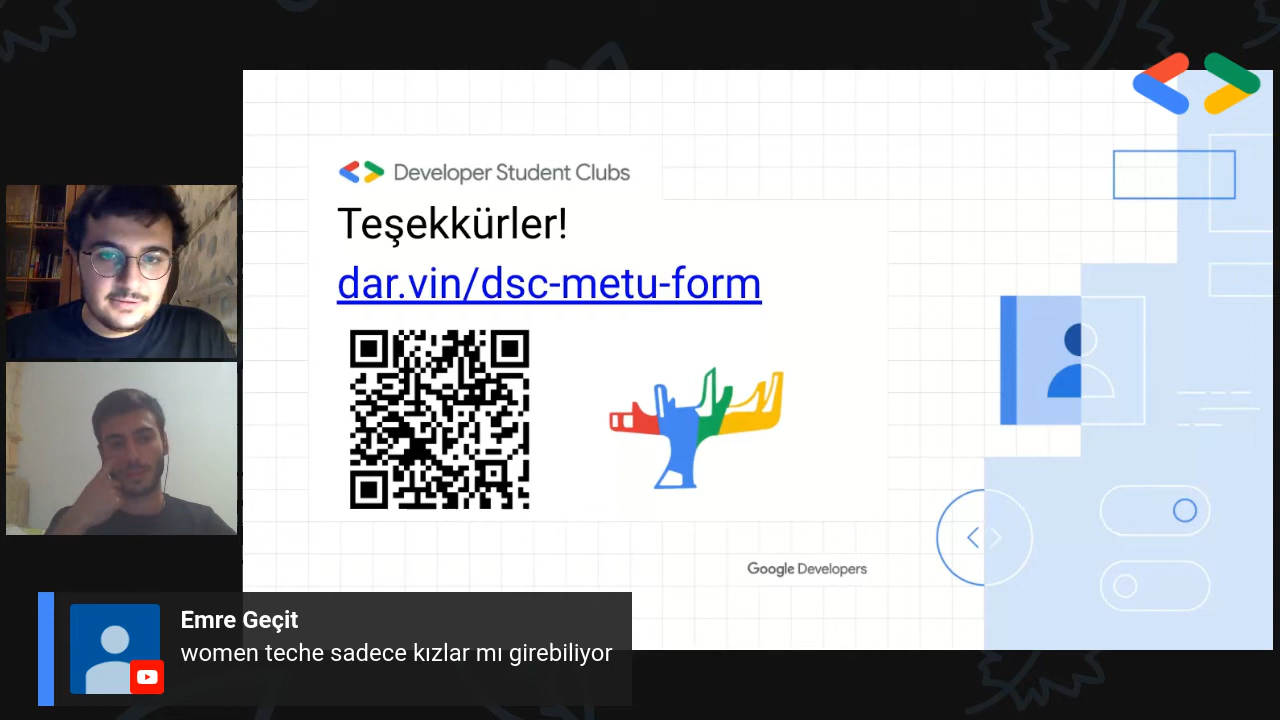 Developer Student Clubs
Teşekkürler!
dar.vin/dsc-metu-form
Google Developers
Emre Geçit
women teche sadece kızlar mı girebiliyor